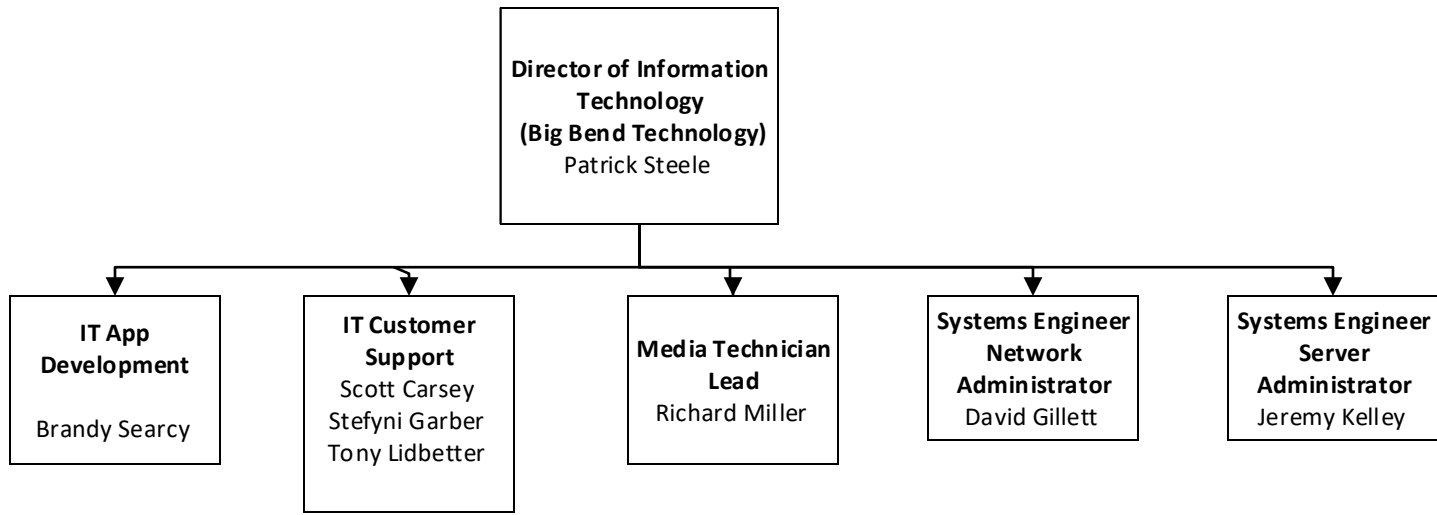 Director of Information
Technology
(Big Bend Technology)
Patrick Steele
IT App
Development
Brandy Searcy
IT Customer
Support
Scott Carsey
Stefyni Garber
Tony Lidbetter
Media Technician
Lead
Richard Miller
Systems Engineer
Network
Administrator
David Gillett
Systems Engineer
Server
Administrator
Jeremy Kelley